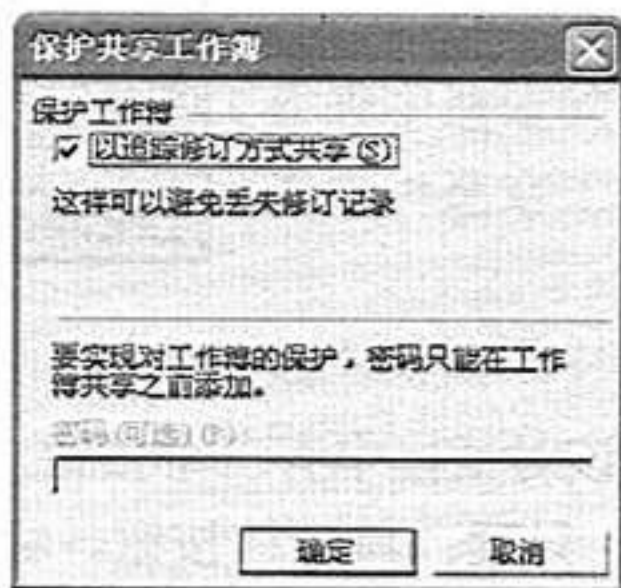 保护共享工作簿
保护工作簿
以追踪修订方式共享(S)
这样可以避免丢失修订记录
要实现对工作簿的保护，密码只能在工作
簿共享之前添加。
密码(可选)(P):
确定
取消